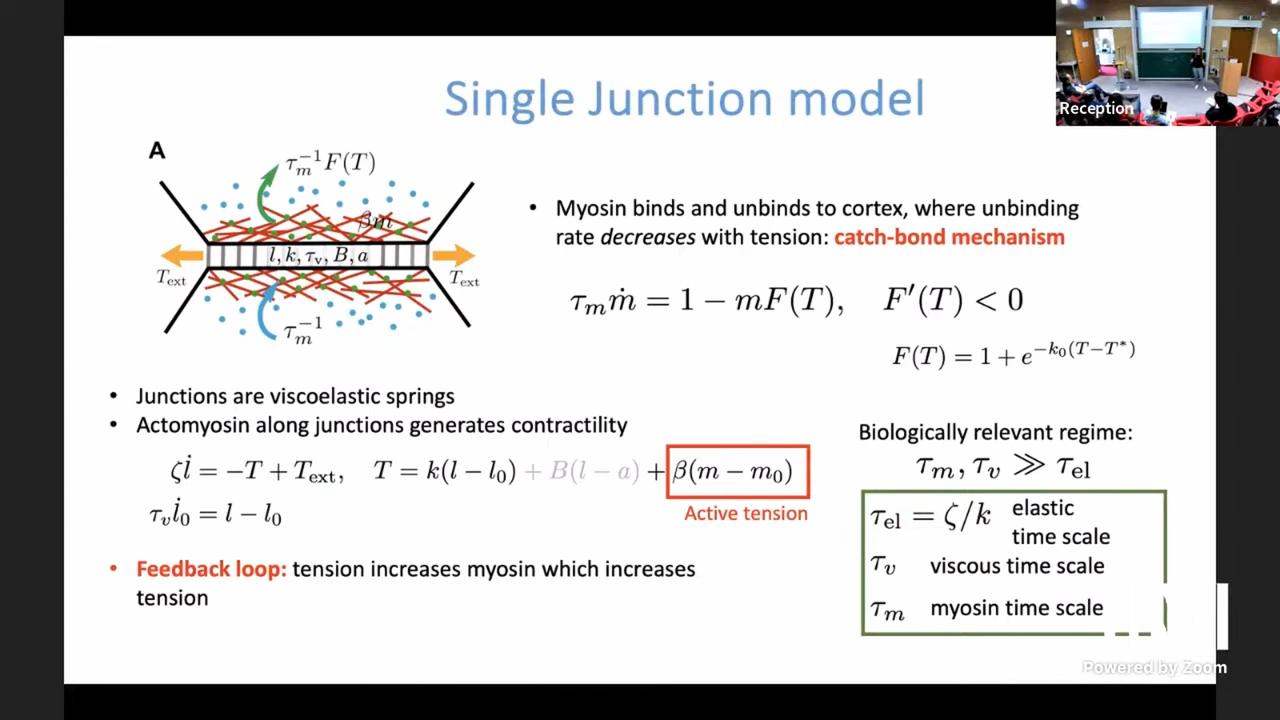 Single Junction model
Reception
A
τ_m^{-1}F(T)
βm
l, k, τ_v, B, a
T_ext
T_ext
τ_m^{-1}
• Myosin binds and unbinds to cortex, where unbinding
rate decreases with tension: catch-bond mechanism
τ_m ṁ = 1 − mF(T), F′(T) < 0
F(T) = 1 + e^{−k_0(T−T*)}
• Junctions are viscoelastic springs
• Actomyosin along junctions generates contractility
ζl̇ = −T + T_ext, T = k(l − l_0) + B(l − a) + β(m − m_0)
Active tension
τ_v l̇_0 = l − l_0
• Feedback loop: tension increases myosin which increases
tension
Biologically relevant regime:
τ_m, τ_v ≫ τ_el
τ_el = ζ/k elastic
time scale
τ_v viscous time scale
τ_m myosin time scale
Powered by Zoom